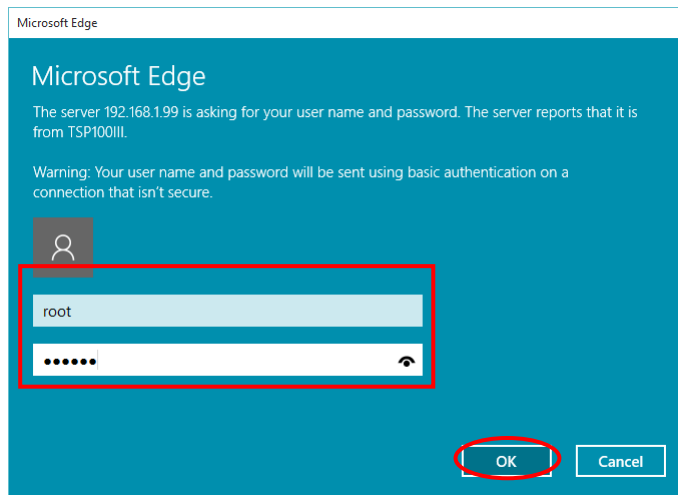 Microsoft Edge
Microsoft Edge
The server 192.168.1.99 is asking for your user name and password. The server reports that it is
from TSP100III.
Warning: Your user name and password will be sent using basic authentication on a
connection that isn't secure.
root
••••••
OK Cancel